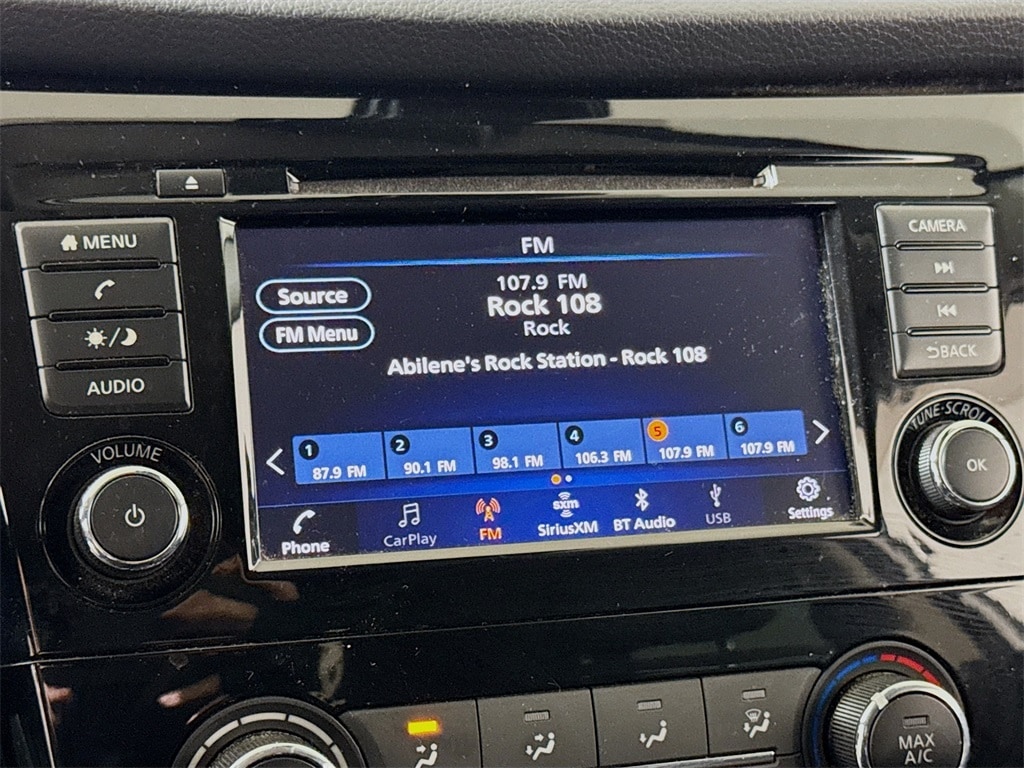 MENU
AUDIO
VOLUME
FM
107.9 FM
Source
Rock 108
FM Menu
Rock
Abilene's Rock Station - Rock 108
1 2 3 4 5 6
87.9 FM 90.1 FM 98.1 FM 106.3 FM 107.9 FM 107.9 FM
sxm
Phone CarPlay FM SiriusXM BT Audio USB Settings
CAMERA
BACK
TUNE·SCROLL
OK
MAX
A/C